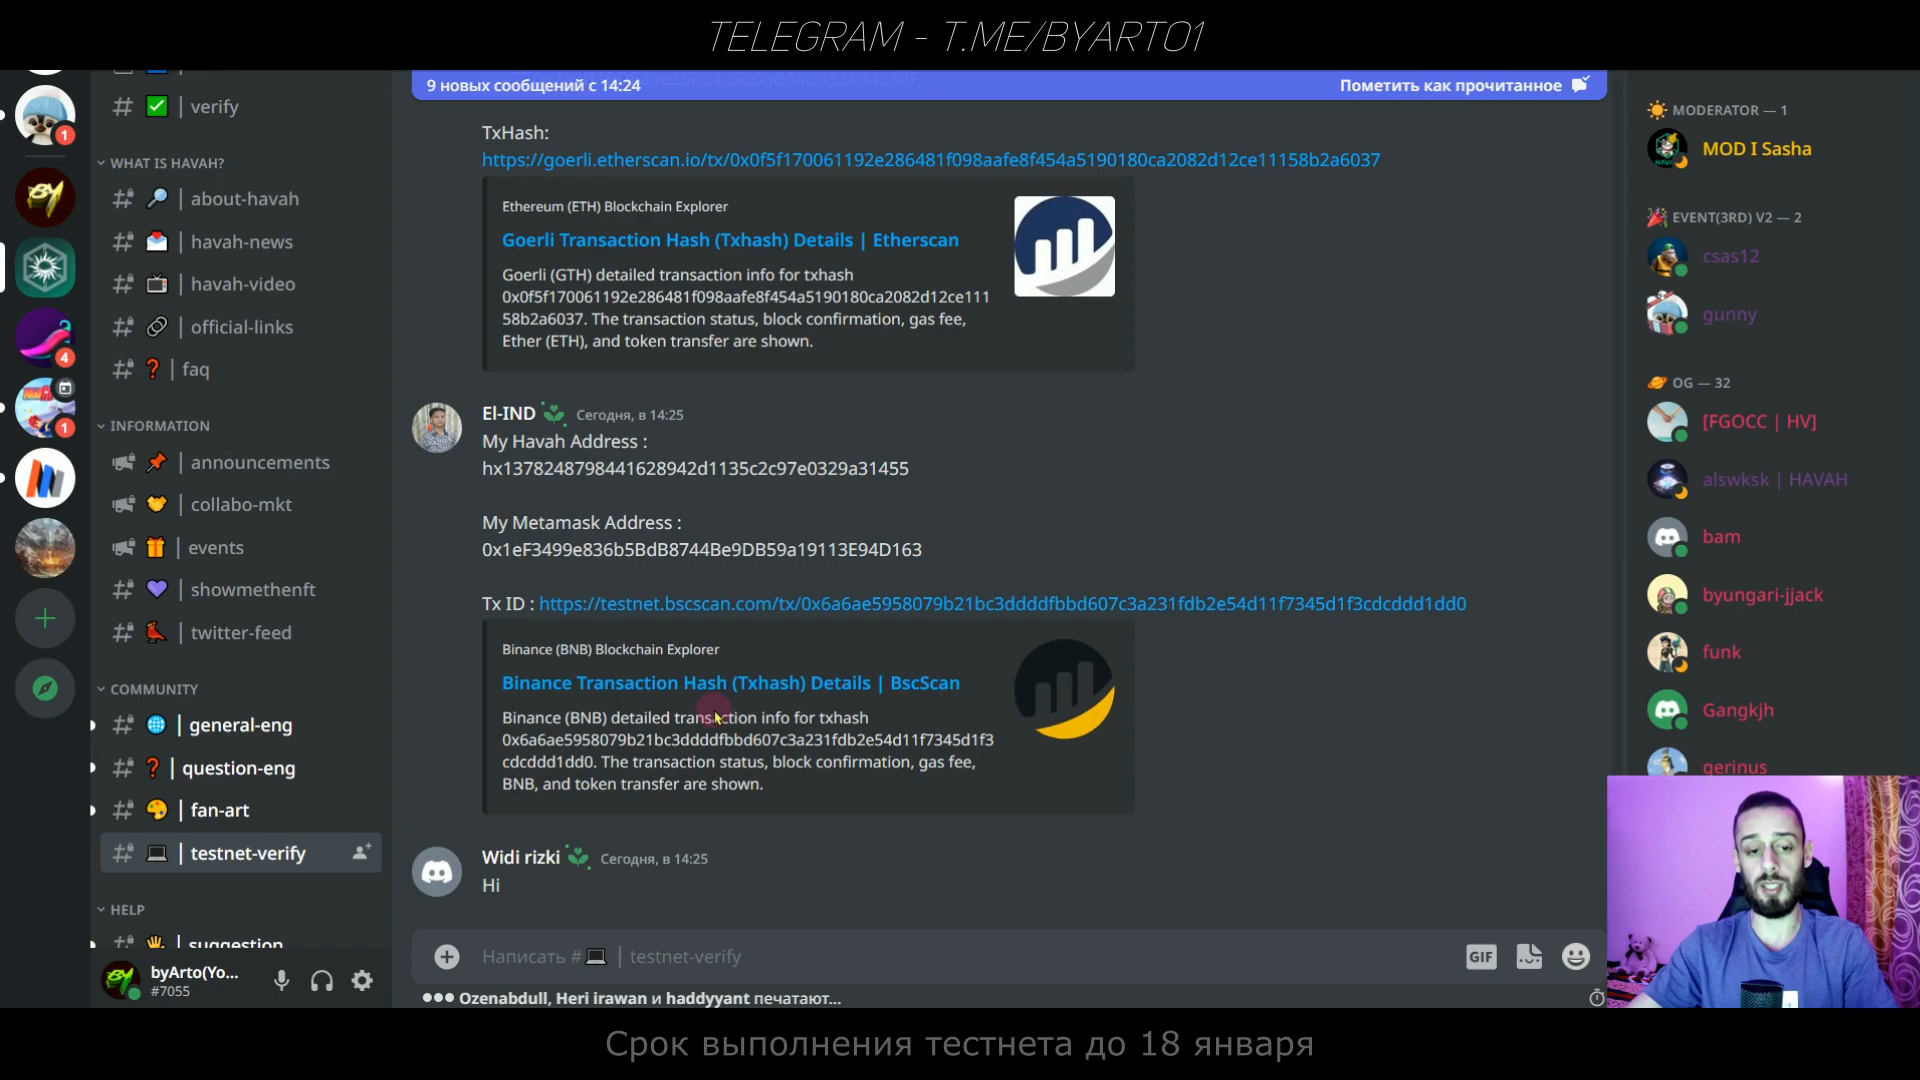 TELEGRAM - T.ME/BYARTO1
1
4
1
verify
WHAT IS HAVAH?
about-havah
havah-news
havah-video
official-links
faq
INFORMATION
announcements
collabo-mkt
events
showmethenft
twitter-feed
COMMUNITY
general-eng
question-eng
fan-art
testnet-verify
HELP
suggestion
byArto(Yo...
#7055
9 новых сообщений с 14:24
Пометить как прочитанное
TxHash:
https://goerli.etherscan.io/tx/0x0f5f170061192e286481f098aafe8f454a5190180ca2082d12ce11158b2a6037
Ethereum (ETH) Blockchain Explorer
Goerli Transaction Hash (Txhash) Details | Etherscan
Goerli (GTH) detailed transaction info for txhash
0x0f5f170061192e286481f098aafe8f454a5190180ca2082d12ce111
58b2a6037. The transaction status, block confirmation, gas fee,
Ether (ETH), and token transfer are shown.
El-IND Сегодня, в 14:25
My Havah Address :
hx1378248798441628942d1135c2c97e0329a31455
My Metamask Address :
0x1eF3499e836b5BdB8744Be9DB59a19113E94D163
Tx ID : https://testnet.bscscan.com/tx/0x6a6ae5958079b21bc3ddddfbbd607c3a231fdb2e54d11f7345d1f3cdcddd1dd0
Binance (BNB) Blockchain Explorer
Binance Transaction Hash (Txhash) Details | BscScan
Binance (BNB) detailed transaction info for txhash
0x6a6ae5958079b21bc3ddddfbbd607c3a231fdb2e54d11f7345d1f3
cdcddd1dd0. The transaction status, block confirmation, gas fee,
BNB, and token transfer are shown.
Widi rizki Сегодня, в 14:25
Hi
Написать # | testnet-verify
GIF
Ozenabdull, Heri irawan и haddyyant печатают...
MODERATOR — 1
MOD I Sasha
EVENT(3RD) V2 — 2
csas12
gunny
OG — 32
[FGOCC | HV]
alswksk | HAVAH
bam
byungari-jjack
funk
Gangkjh
gerinus
Срок выполнения тестнета до 18 января